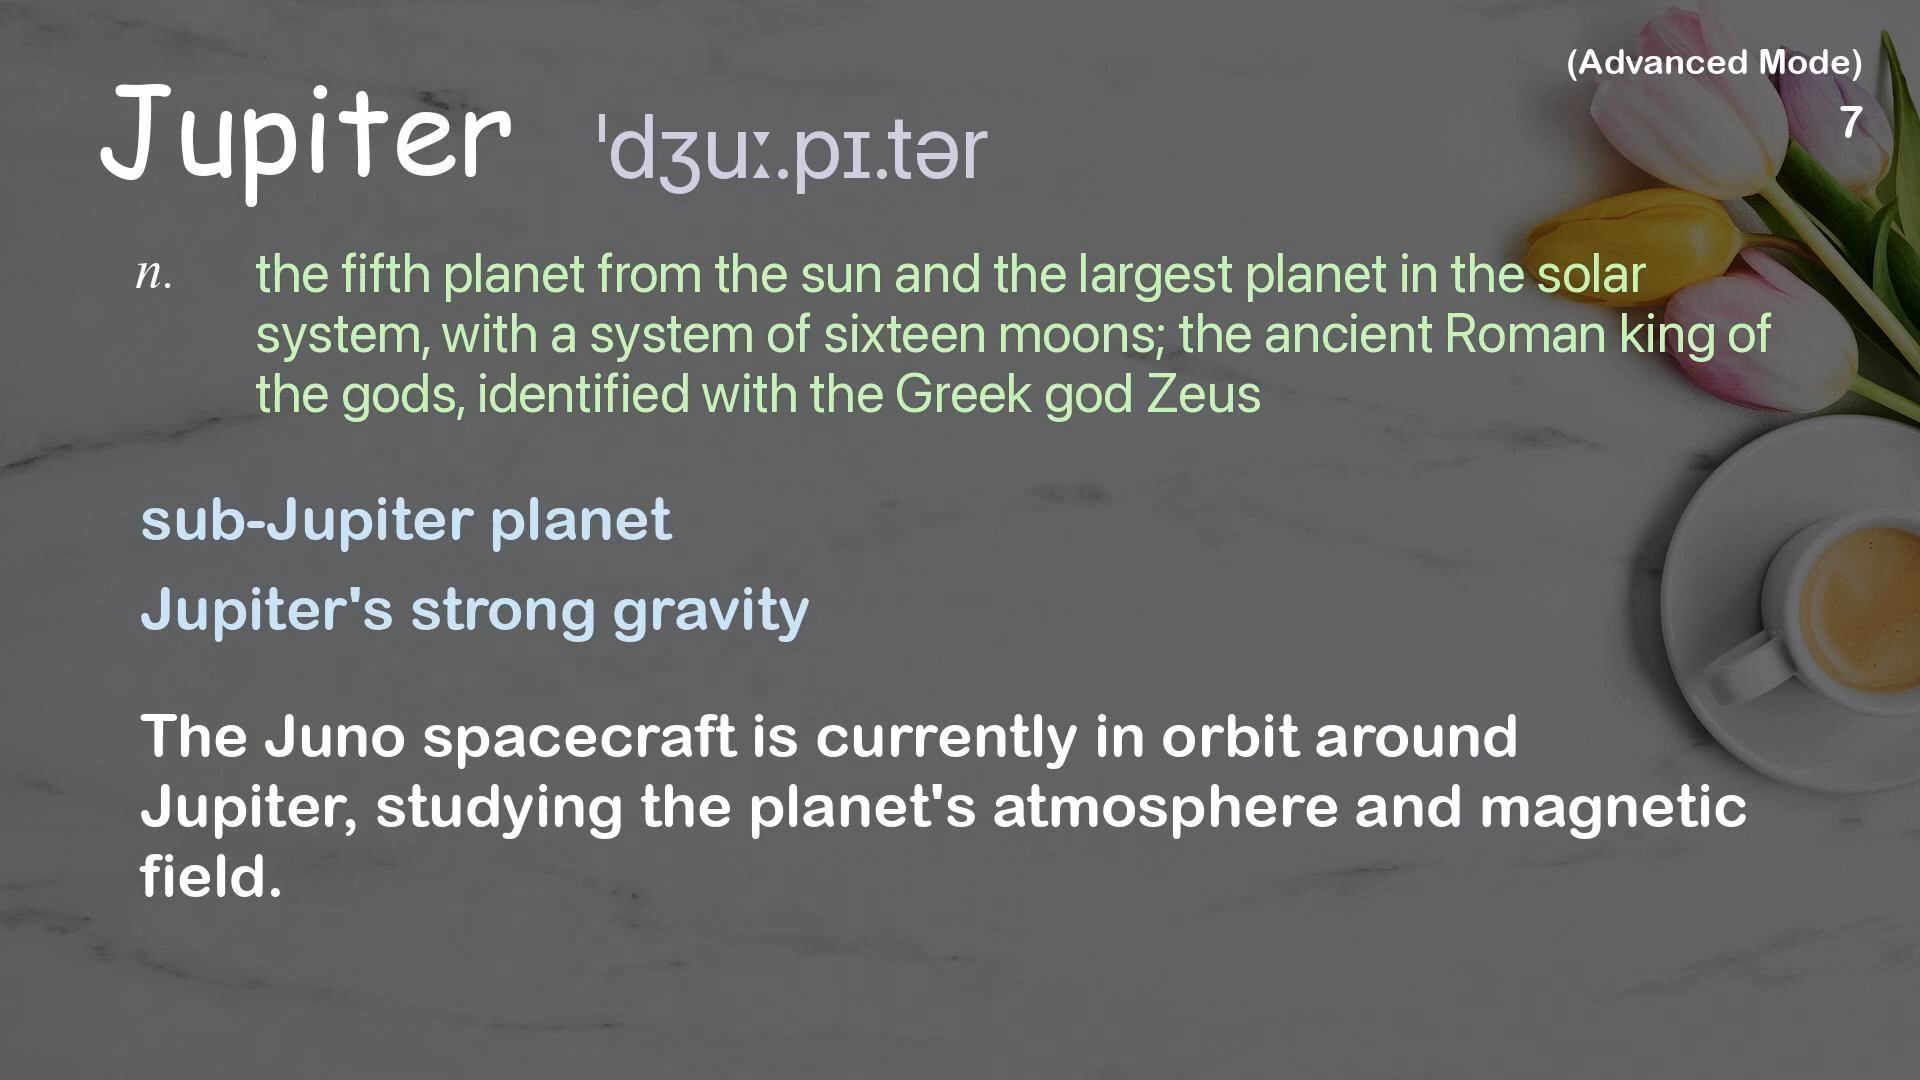 (Advanced Mode)
7
Jupiter ˈdʒuː.pɪ.tər
n. the fifth planet from the sun and the largest planet in the solar
system, with a system of sixteen moons; the ancient Roman king of
the gods, identified with the Greek god Zeus
sub-Jupiter planet
Jupiter's strong gravity
The Juno spacecraft is currently in orbit around
Jupiter, studying the planet's atmosphere and magnetic
field.